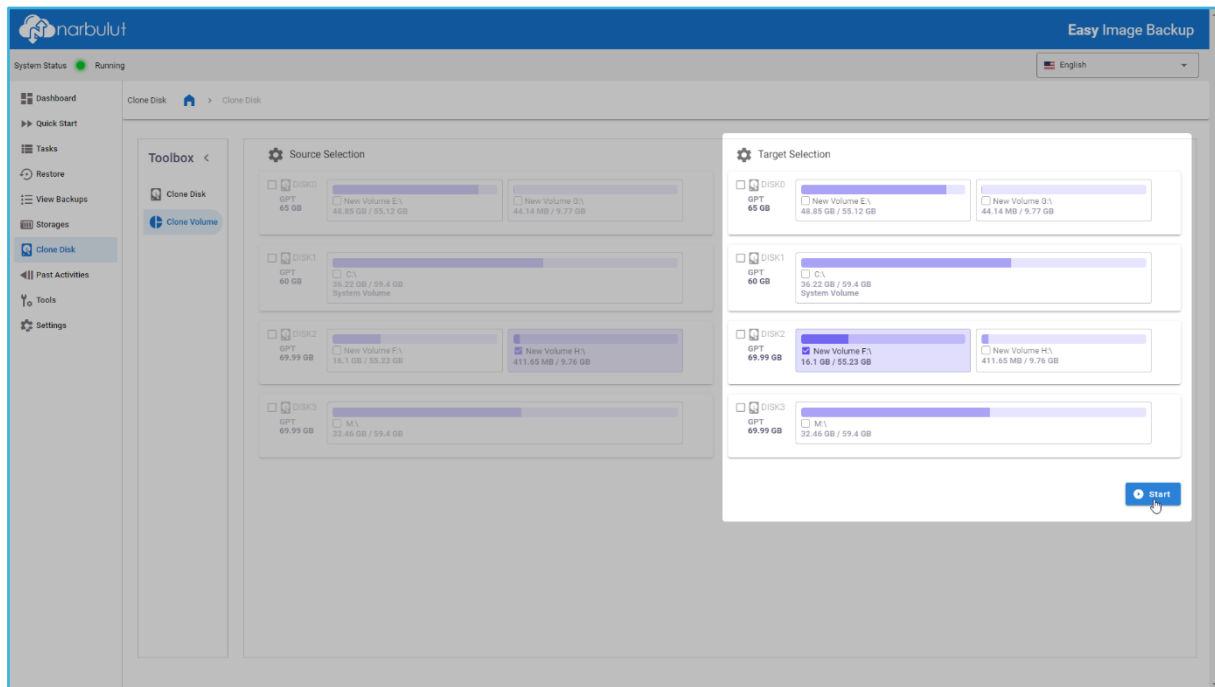 narbulut
Easy Image Backup
System Status Running
English
Dashboard
Quick Start
Tasks
Restore
View Backups
Storages
Clone Disk
Past Activities
Tools
Settings
Clone Disk > Clone Disk
Toolbox <
Clone Disk
Clone Volume
Source Selection
DISK0
GPT
65 GB
New Volume E:\
48.85 GB / 55.12 GB
New Volume G:\
44.14 MB / 9.77 GB
DISK1
GPT
60 GB
C:\
36.22 GB / 59.4 GB
System Volume
DISK2
GPT
69.99 GB
New Volume F:\
16.1 GB / 55.23 GB
New Volume H:\
411.65 MB / 9.76 GB
DISK3
GPT
69.99 GB
M:\
32.46 GB / 59.4 GB
Target Selection
DISK0
GPT
65 GB
New Volume E:\
48.85 GB / 55.12 GB
New Volume G:\
44.14 MB / 9.77 GB
DISK1
GPT
60 GB
C:\
36.22 GB / 59.4 GB
System Volume
DISK2
GPT
69.99 GB
New Volume F:\
16.1 GB / 55.23 GB
New Volume H:\
411.65 MB / 9.76 GB
DISK3
GPT
69.99 GB
M:\
32.46 GB / 59.4 GB
Start